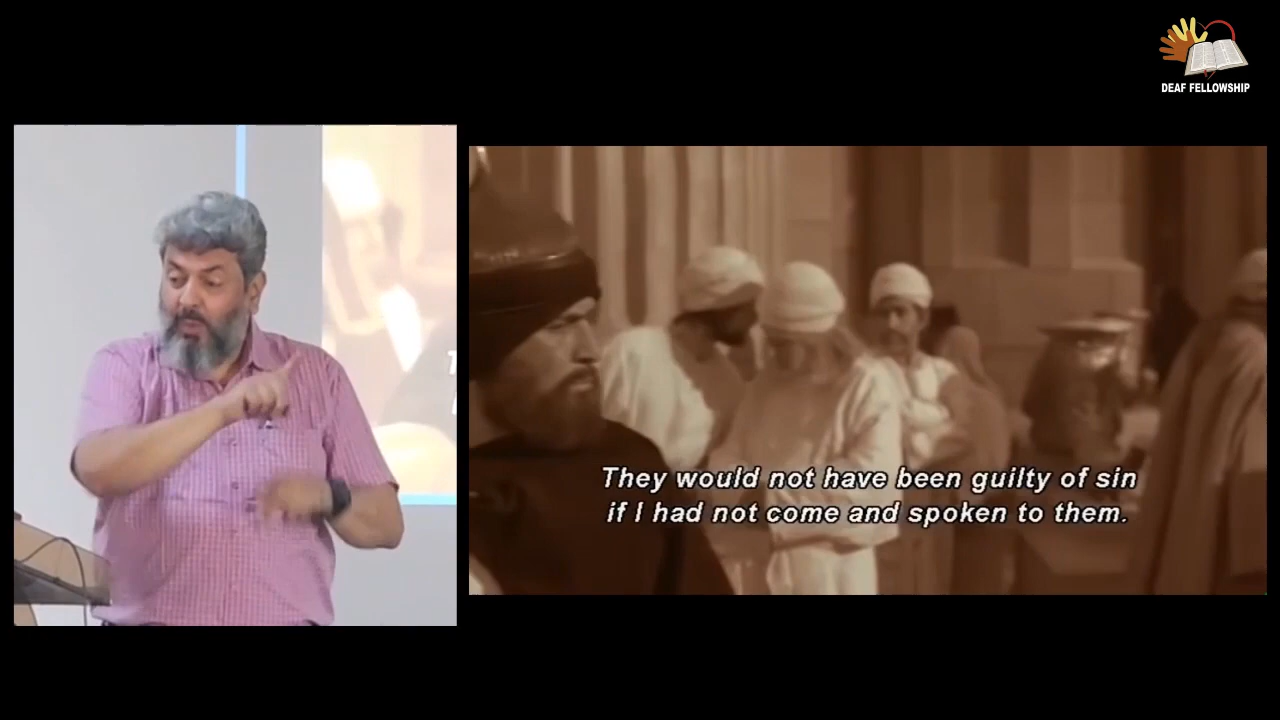 DEAF FELLOWSHIP
They would not have been guilty of sin
if I had not come and spoken to them.